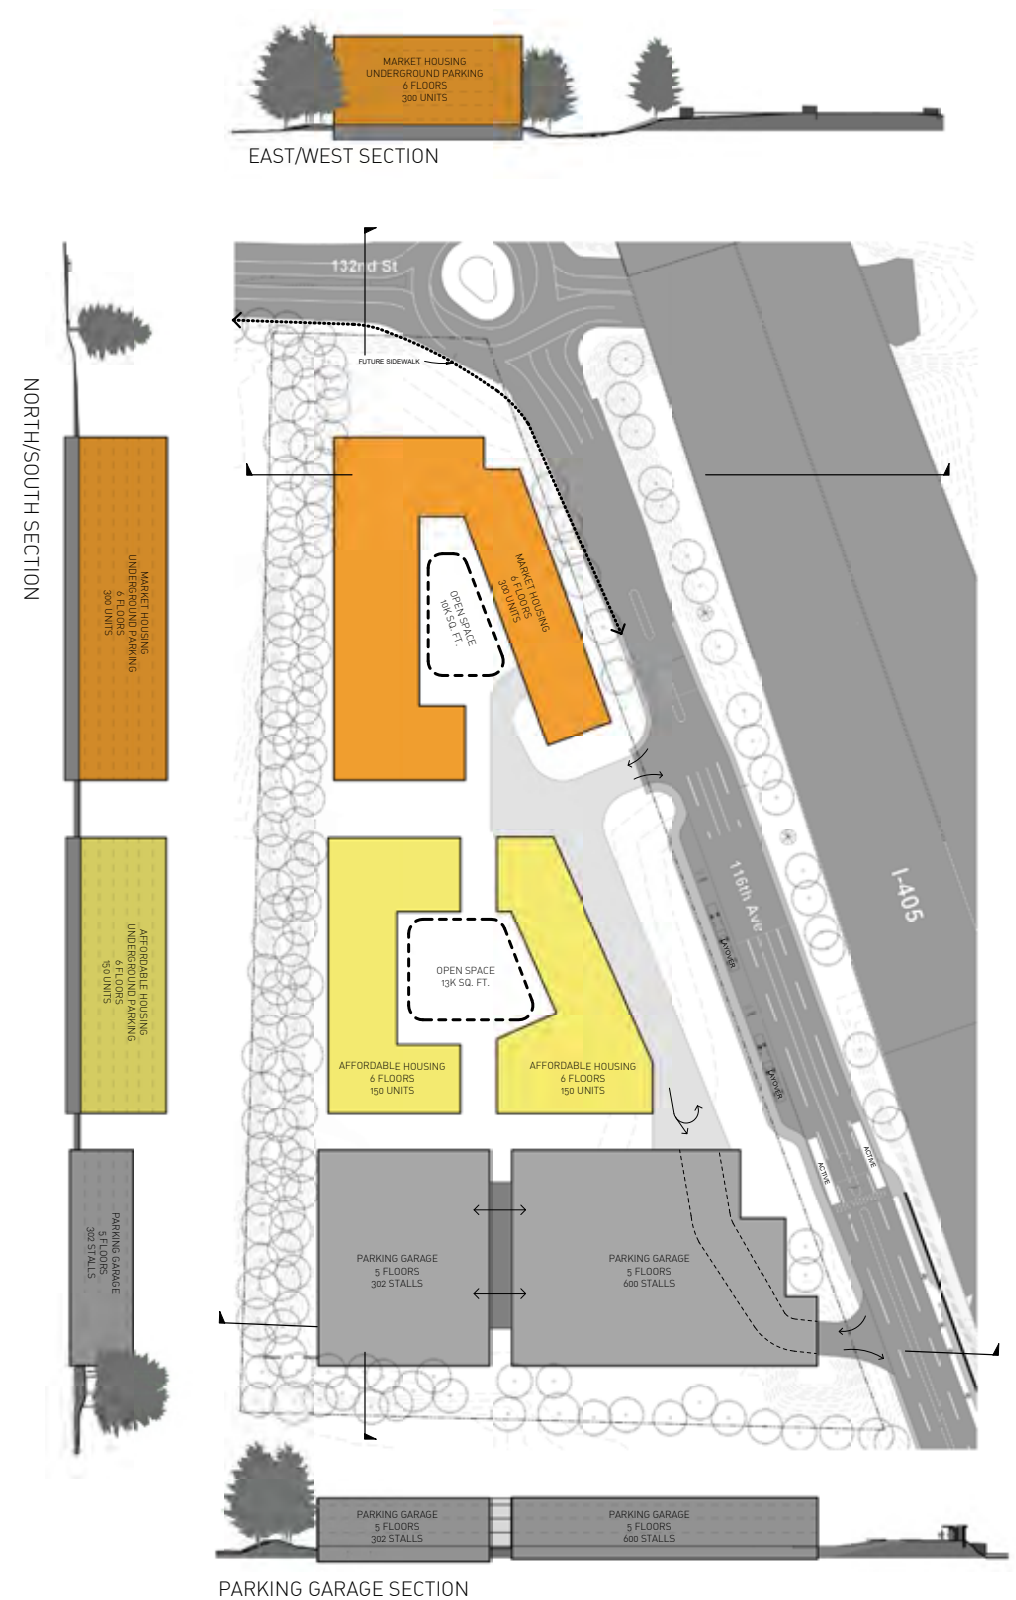 MARKET HOUSING
UNDERGROUND PARKING
6 FLOORS
300 UNITS
EAST/WEST SECTION
132nd St
FUTURE SIDEWALK
NORTH/SOUTH SECTION
MARKET HOUSING
UNDERGROUND PARKING
6 FLOORS
300 UNITS
MARKET HOUSING
6 FLOORS
300 UNITS
OPEN SPACE
10K SQ. FT.
AFFORDABLE HOUSING
UNDERGROUND PARKING
6 FLOORS
150 UNITS
OPEN SPACE
13K SQ. FT.
AFFORDABLE HOUSING
6 FLOORS
150 UNITS
AFFORDABLE HOUSING
6 FLOORS
150 UNITS
116th Ave
I-405
LAYOVER
LAYOVER
ACTIVE
ACTIVE
PARKING GARAGE
5 FLOORS
302 STALLS
PARKING GARAGE
5 FLOORS
302 STALLS
PARKING GARAGE
5 FLOORS
600 STALLS
PARKING GARAGE
5 FLOORS
302 STALLS
PARKING GARAGE
5 FLOORS
600 STALLS
PARKING GARAGE SECTION